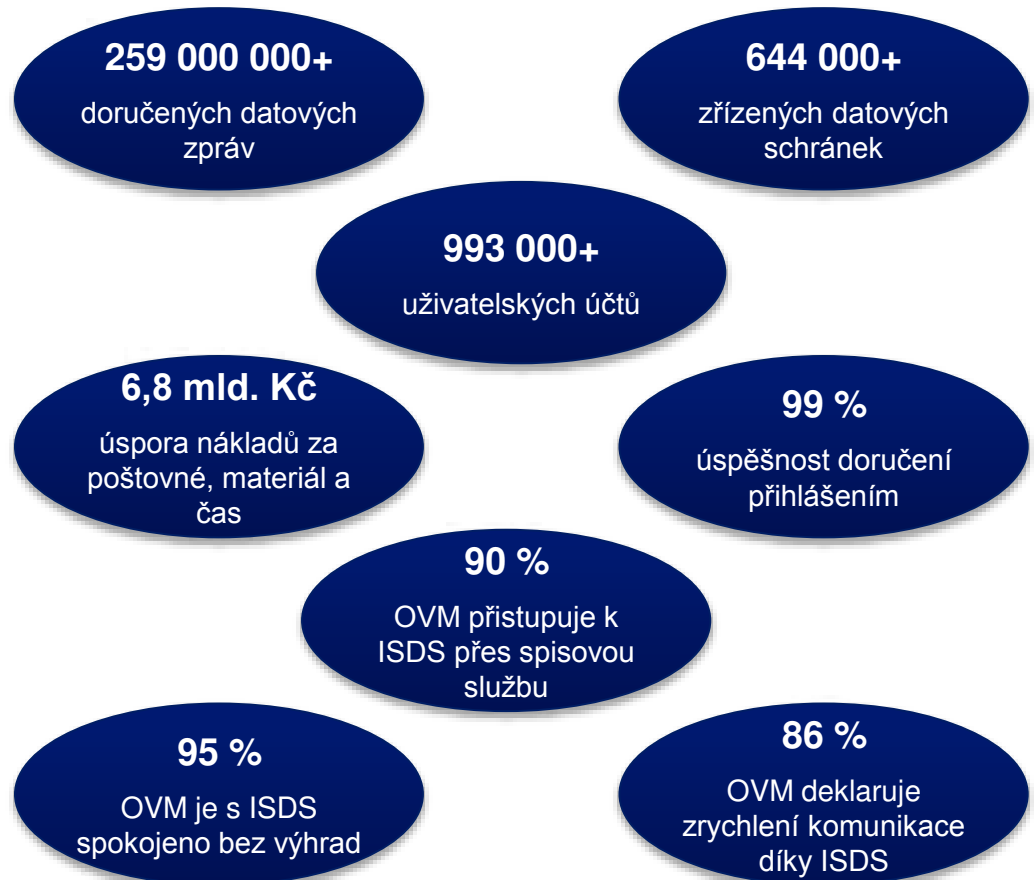 259 000 000+
doručených datových
zpráv
644 000+
zřízených datových
schránek
993 000+
uživatelských účtů
6,8 mld. Kč
úspora nákladů za
poštovné, materiál a
čas
99 %
úspěšnost doručení
přihlášením
90 %
OVM přistupuje k
ISDS přes spisovou
službu
95 %
OVM je s ISDS
spokojeno bez výhrad
86 %
OVM deklaruje
zrychlení komunikace
díky ISDS